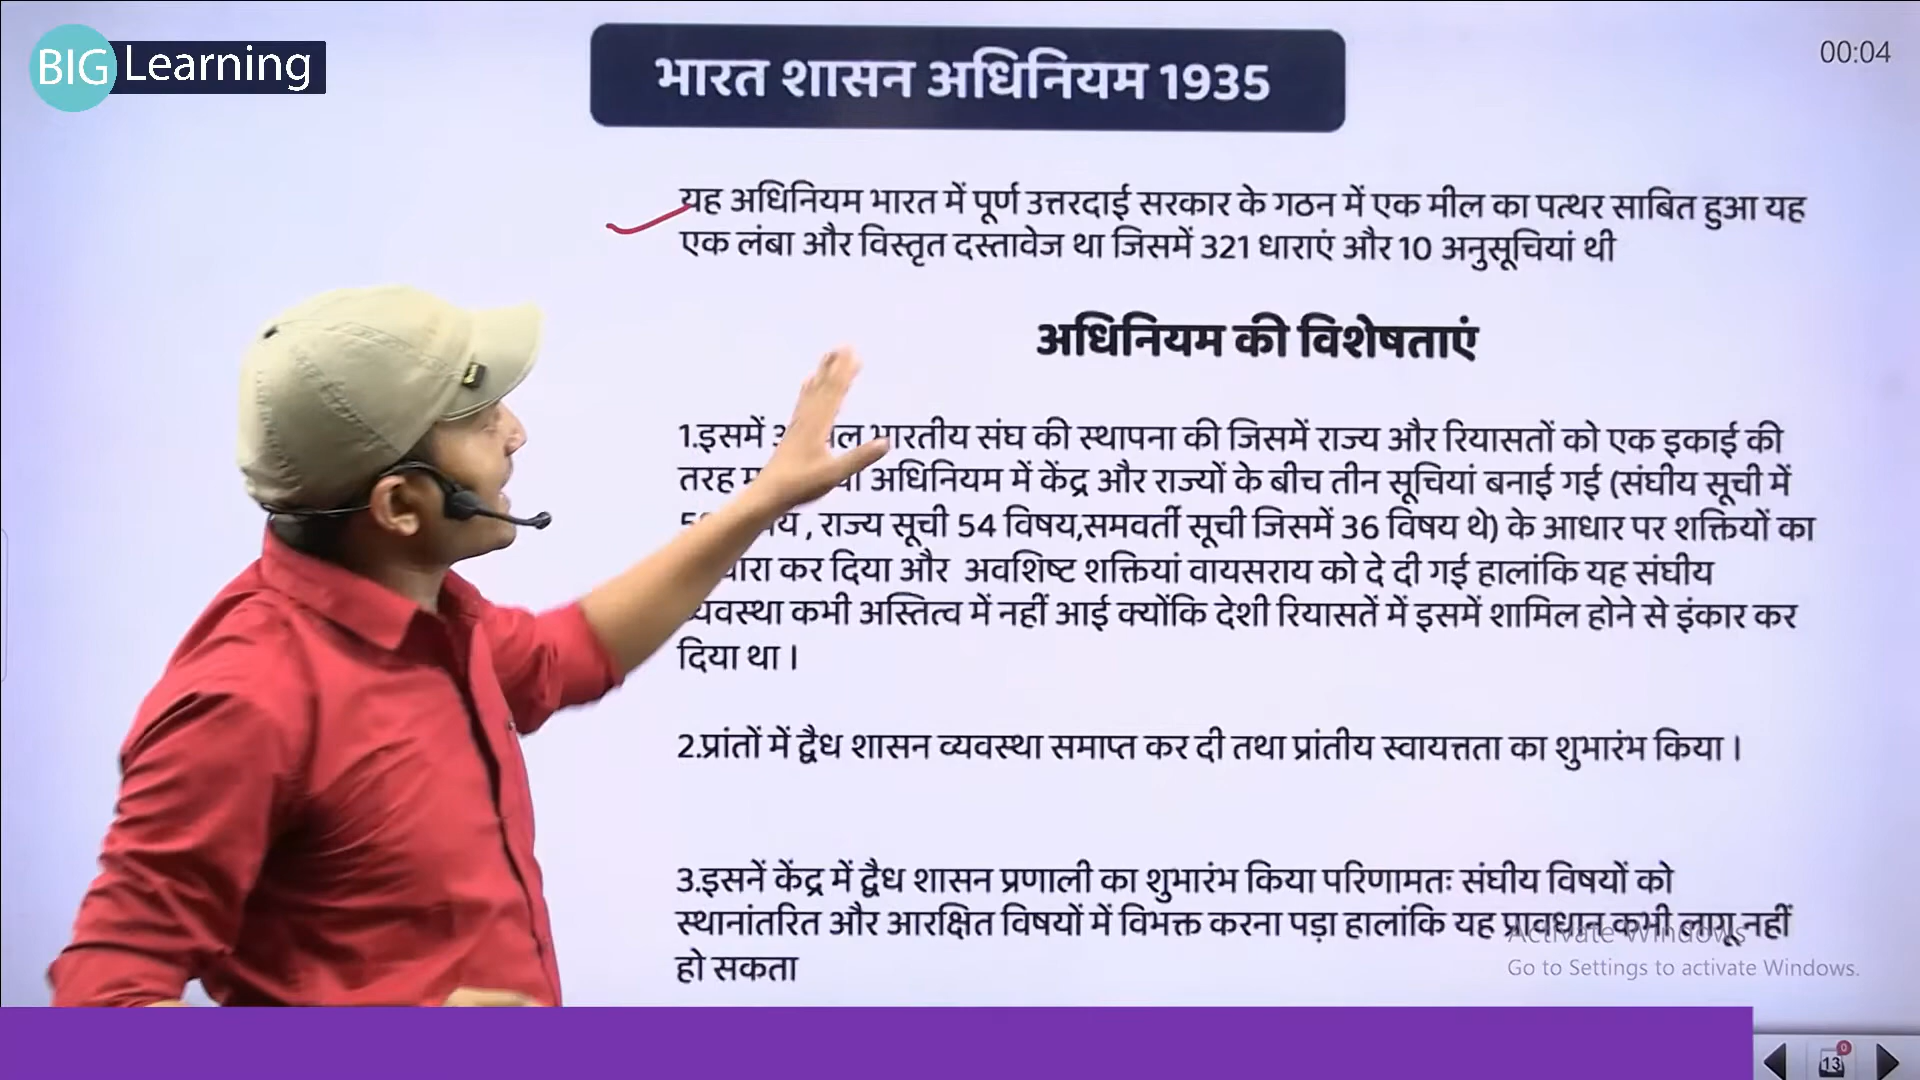 BIG Learning
भारत शासन अधिनियम 1935
00:04
यह अधिनियम भारत में पूर्ण उत्तरदाई सरकार के गठन में एक मील का पत्थर साबित हुआ यह
एक लंबा और विस्तृत दस्तावेज था जिसमें 321 धाराएं और 10 अनुसूचियां थी
अधिनियम की विशेषताएं
1.इसमें भारतीय संघ की स्थापना की जिसमें राज्य और रियासतों को एक इकाई की
तरह अधिनियम में केंद्र और राज्यों के बीच तीन सूचियां बनाई गई (संघीय सूची में
, राज्य सूची 54 विषय,समवर्ती सूची जिसमें 36 विषय थे) के आधार पर शक्तियों का
कर दिया और अवशिष्ट शक्तियां वायसराय को दे दी गई हालांकि यह संघीय
व्यवस्था कभी अस्तित्व में नहीं आई क्योंकि देशी रियासतें में इसमें शामिल होने से इंकार कर
दिया था ।
2.प्रांतों में द्वैध शासन व्यवस्था समाप्त कर दी तथा प्रांतीय स्वायत्तता का शुभारंभ किया ।
3.इसनें केंद्र में द्वैध शासन प्रणाली का शुभारंभ किया परिणामतः संघीय विषयों को
स्थानांतरित और आरक्षित विषयों में विभक्त करना पड़ा हालांकि यह प्रावधान कभी लागू नहीं
हो सकता
Activate Windows
Go to Settings to activate Windows.
13
0